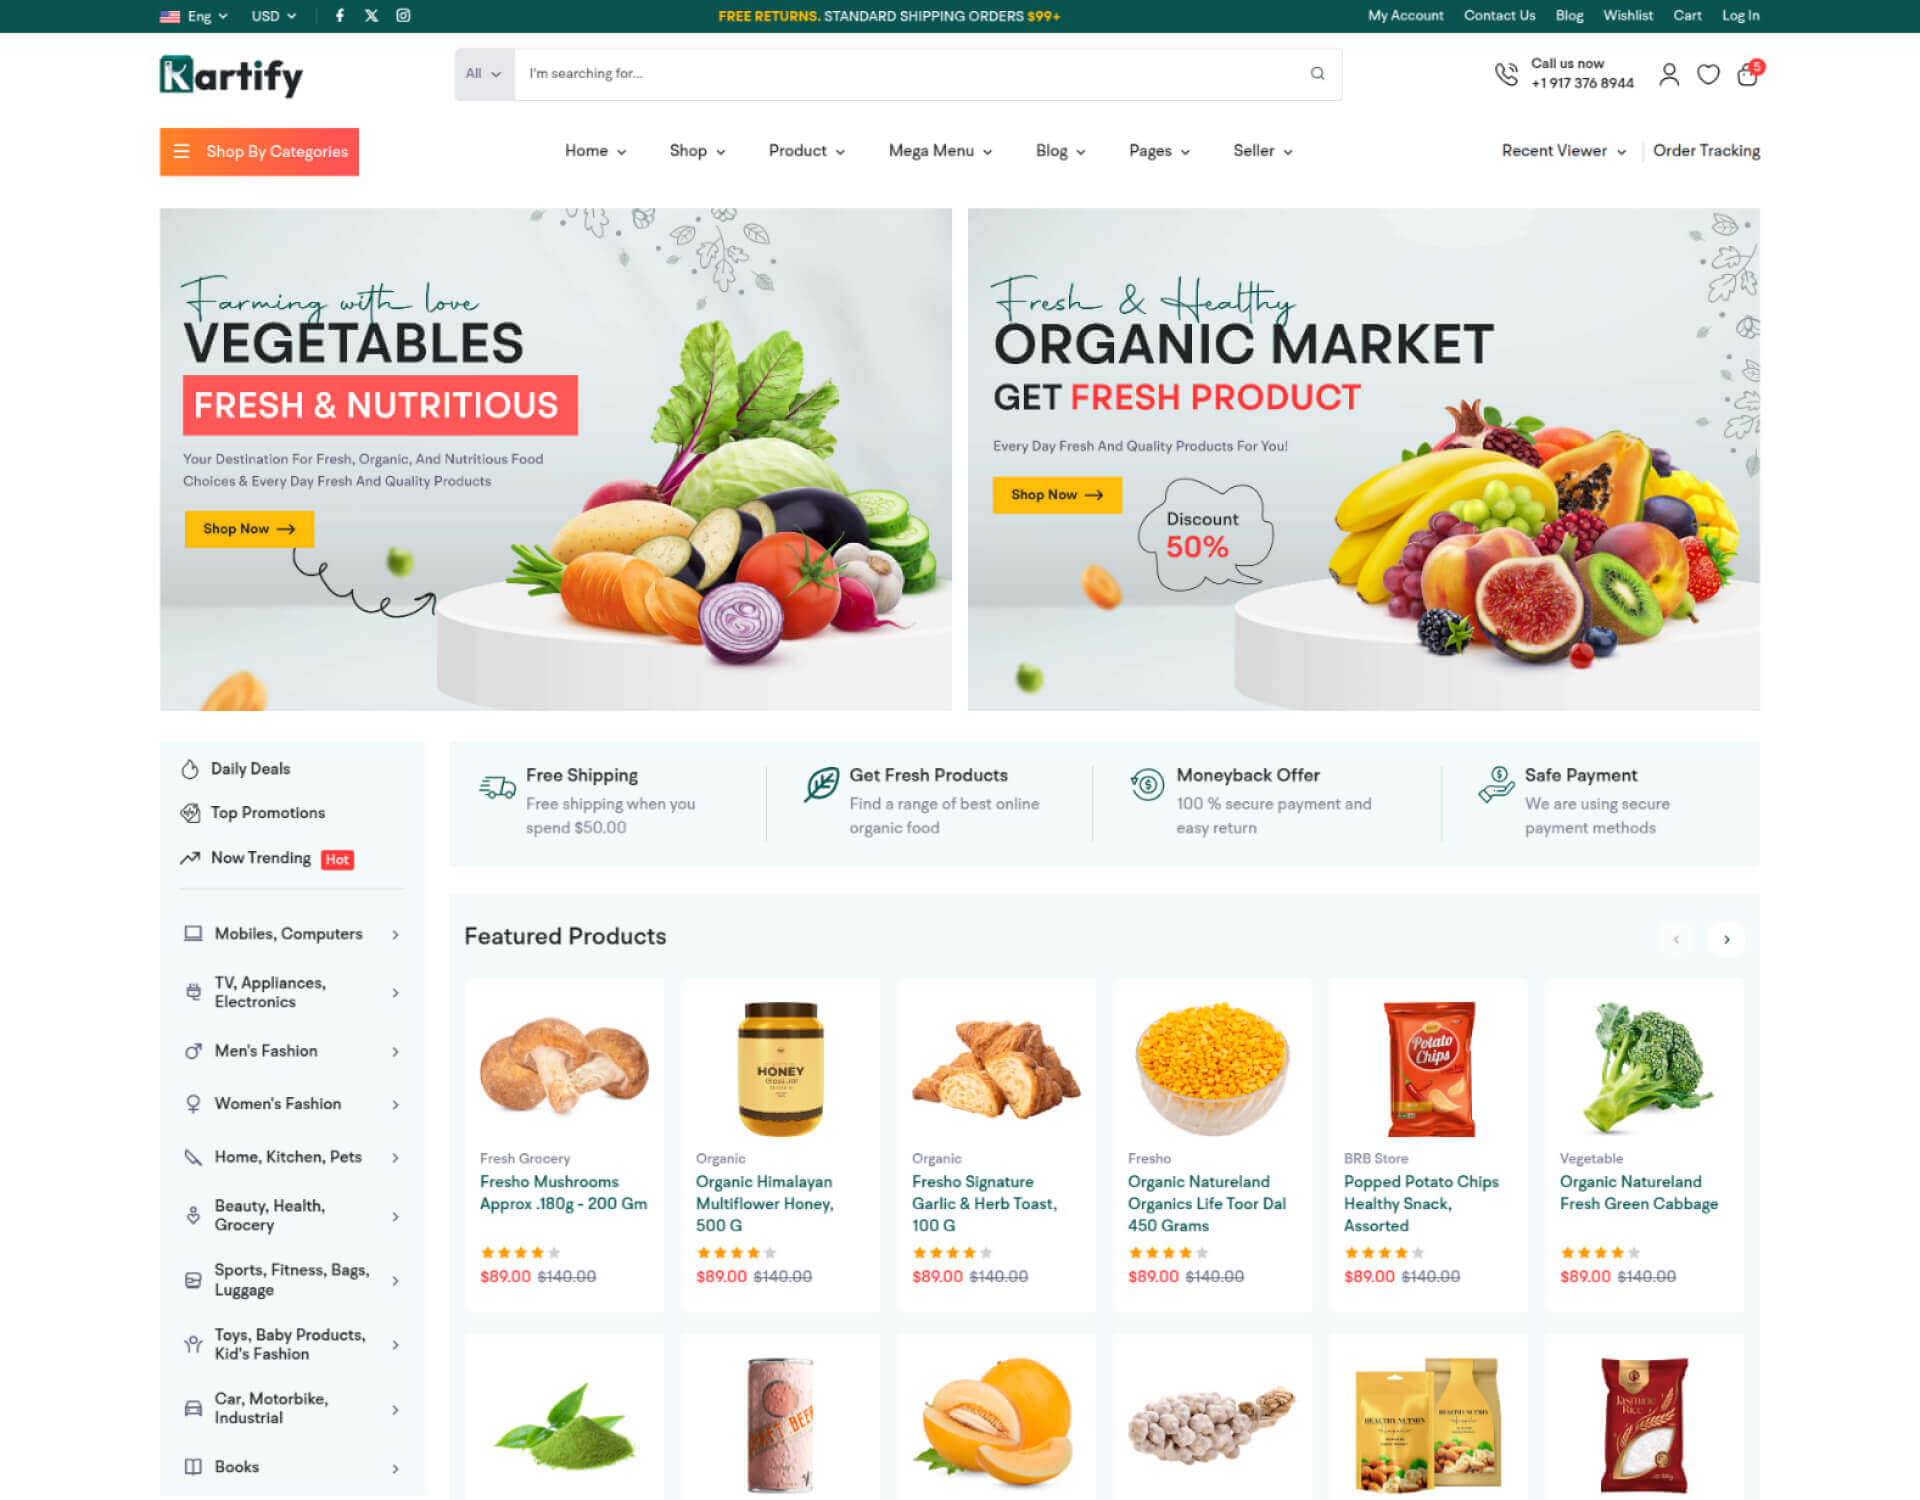 Eng USD FREE RETURNS. STANDARD SHIPPING ORDERS $99+ My Account Contact Us Blog Wishlist Cart Log In
Kartify
All I'm searching for...
Call us now
+1 917 376 8944
5
Shop By Categories Home Shop Product Mega Menu Blog Pages Seller Recent Viewer Order Tracking
Farming with love
VEGETABLES
FRESH & NUTRITIOUS
Your Destination For Fresh, Organic, And Nutritious Food
Choices & Every Day Fresh And Quality Products
Shop Now
Fresh & Healthy
ORGANIC MARKET
GET FRESH PRODUCT
Every Day Fresh And Quality Products For You!
Shop Now
Discount
50%
Daily Deals
Top Promotions
Now Trending Hot
Mobiles, Computers
TV, Appliances,
Electronics
Men's Fashion
Women's Fashion
Home, Kitchen, Pets
Beauty, Health,
Grocery
Sports, Fitness, Bags,
Luggage
Toys, Baby Products,
Kid's Fashion
Car, Motorbike,
Industrial
Books
Free Shipping
Free shipping when you
spend $50.00
Get Fresh Products
Find a range of best online
organic food
Moneyback Offer
100 % secure payment and
easy return
Safe Payment
We are using secure
payment methods
Featured Products
Fresh Grocery
Fresho Mushrooms
Approx .180g - 200 Gm
$89.00 $140.00
HONEY
Organic
Organic Himalayan
Multiflower Honey,
500 G
$89.00 $140.00
Organic
Fresho Signature
Garlic & Herb Toast,
100 G
$89.00 $140.00
Fresho
Organic Natureland
Organics Life Toor Dal
450 Grams
$89.00 $140.00
Potato
Chips
BRB Store
Popped Potato Chips
Healthy Snack,
Assorted
$89.00 $140.00
Vegetable
Organic Natureland
Fresh Green Cabbage
$89.00 $140.00
HEALTHY NUTMIX
HEALTHY NUTMIX
Jasmine
Rice